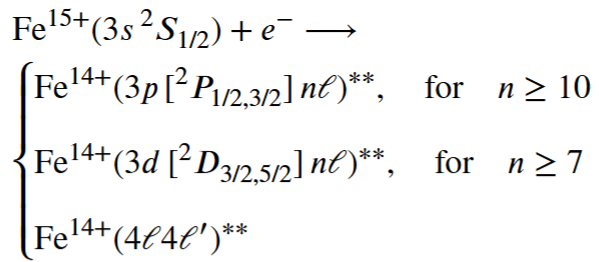 Fe¹⁵⁺(3s ²S₁/₂) + e⁻ ⟶
Fe¹⁴⁺(3p [²P₁/₂,₃/₂] nℓ)**, for n ≥ 10
Fe¹⁴⁺(3d [²D₃/₂,₅/₂] nℓ)**, for n ≥ 7
Fe¹⁴⁺(4ℓ4ℓ′)**